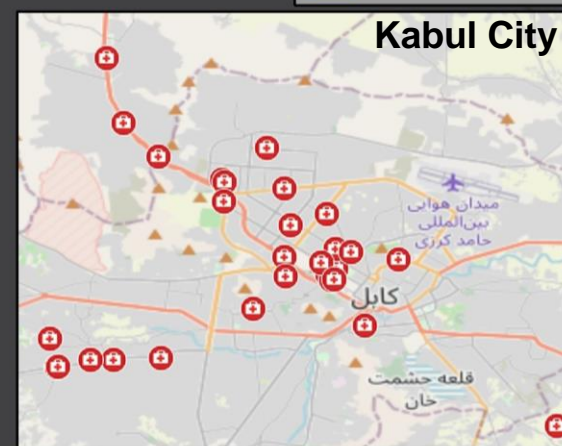 Kabul City
میدان هوایی
بین‌المللی
حامد کرزی
کابل
قلعه حشمت
خان